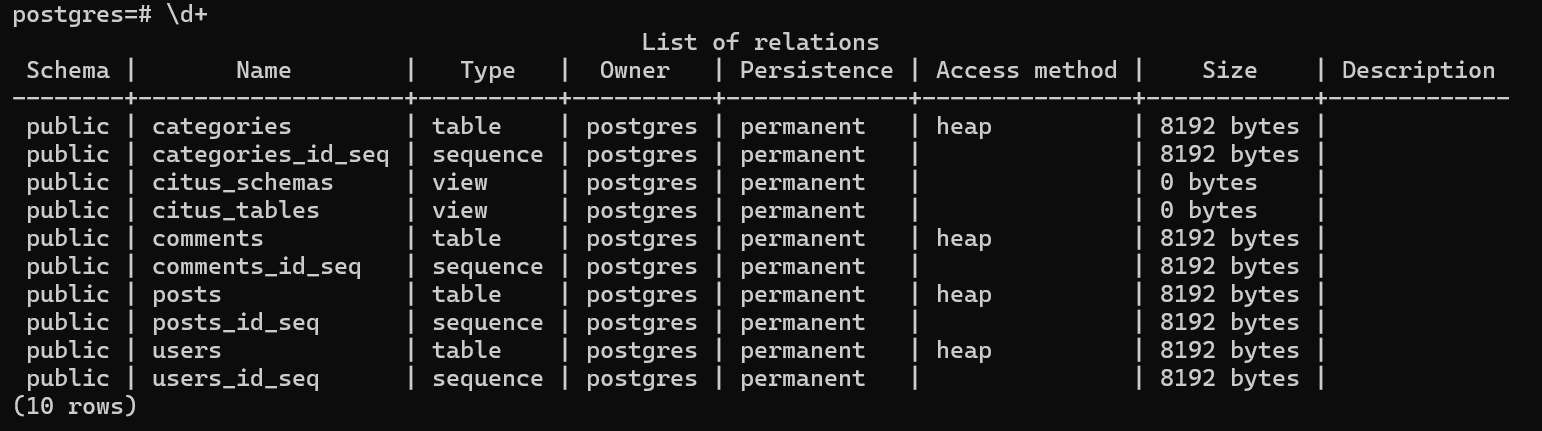 postgres=# \d+
                                             List of relations
 Schema |       Name        |   Type   |  Owner   | Persistence | Access method |    Size    | Description
--------+-------------------+----------+----------+-------------+---------------+------------+-------------
 public | categories        | table    | postgres | permanent   | heap          | 8192 bytes |
 public | categories_id_seq | sequence | postgres | permanent   |               | 8192 bytes |
 public | citus_schemas     | view     | postgres | permanent   |               | 0 bytes    |
 public | citus_tables      | view     | postgres | permanent   |               | 0 bytes    |
 public | comments          | table    | postgres | permanent   | heap          | 8192 bytes |
 public | comments_id_seq   | sequence | postgres | permanent   |               | 8192 bytes |
 public | posts             | table    | postgres | permanent   | heap          | 8192 bytes |
 public | posts_id_seq      | sequence | postgres | permanent   |               | 8192 bytes |
 public | users             | table    | postgres | permanent   | heap          | 8192 bytes |
 public | users_id_seq      | sequence | postgres | permanent   |               | 8192 bytes |
(10 rows)